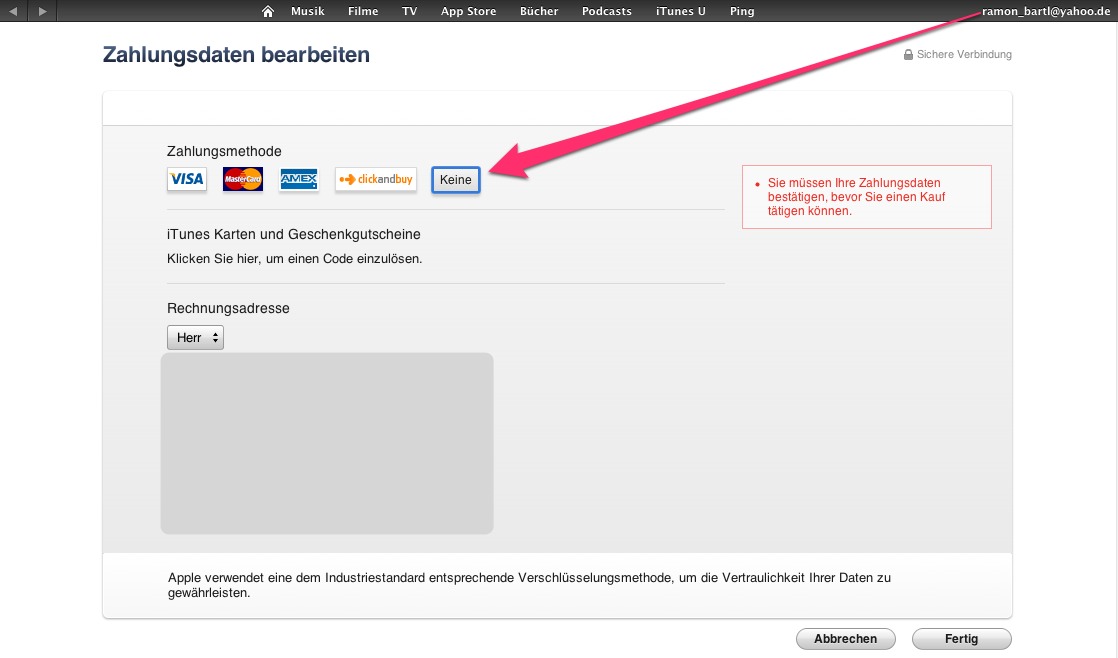 Musik Filme TV App Store Bücher Podcasts iTunes U Ping ramon_bartl@yahoo.de
Zahlungsdaten bearbeiten
Sichere Verbindung
Zahlungsmethode
VISA MasterCard AMEX clickandbuy Keine
Sie müssen Ihre Zahlungsdaten
bestätigen, bevor Sie einen Kauf
tätigen können.
iTunes Karten und Geschenkgutscheine
Klicken Sie hier, um einen Code einzulösen.
Rechnungsadresse
Herr
Apple verwendet eine dem Industriestandard entsprechende Verschlüsselungsmethode, um die Vertraulichkeit Ihrer Daten zu
gewährleisten.
Abbrechen Fertig